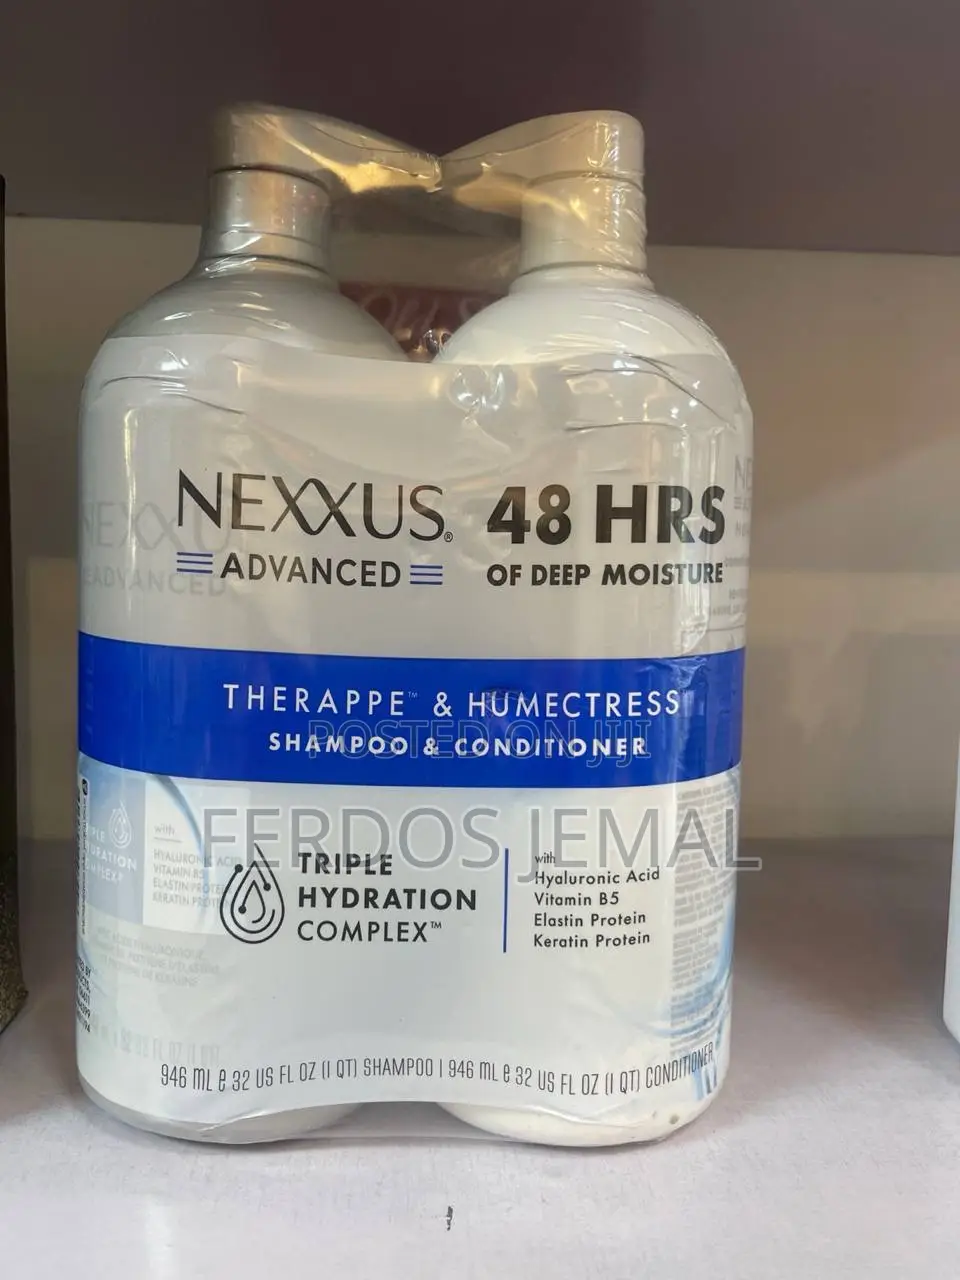 NEXXUS®
ADVANCED
48 HRS
OF DEEP MOISTURE
THERAPPE™ & HUMECTRESS
SHAMPOO & CONDITIONER
POSTED ON JIJI
FERDOS JEMAL
TRIPLE
HYDRATION
COMPLEX™
with
Hyaluronic Acid
Vitamin B5
Elastin Protein
Keratin Protein
946 mL e 32 US FL OZ (1 QT) SHAMPOO | 946 mL e 32 US FL OZ (1 QT) CONDITIONER